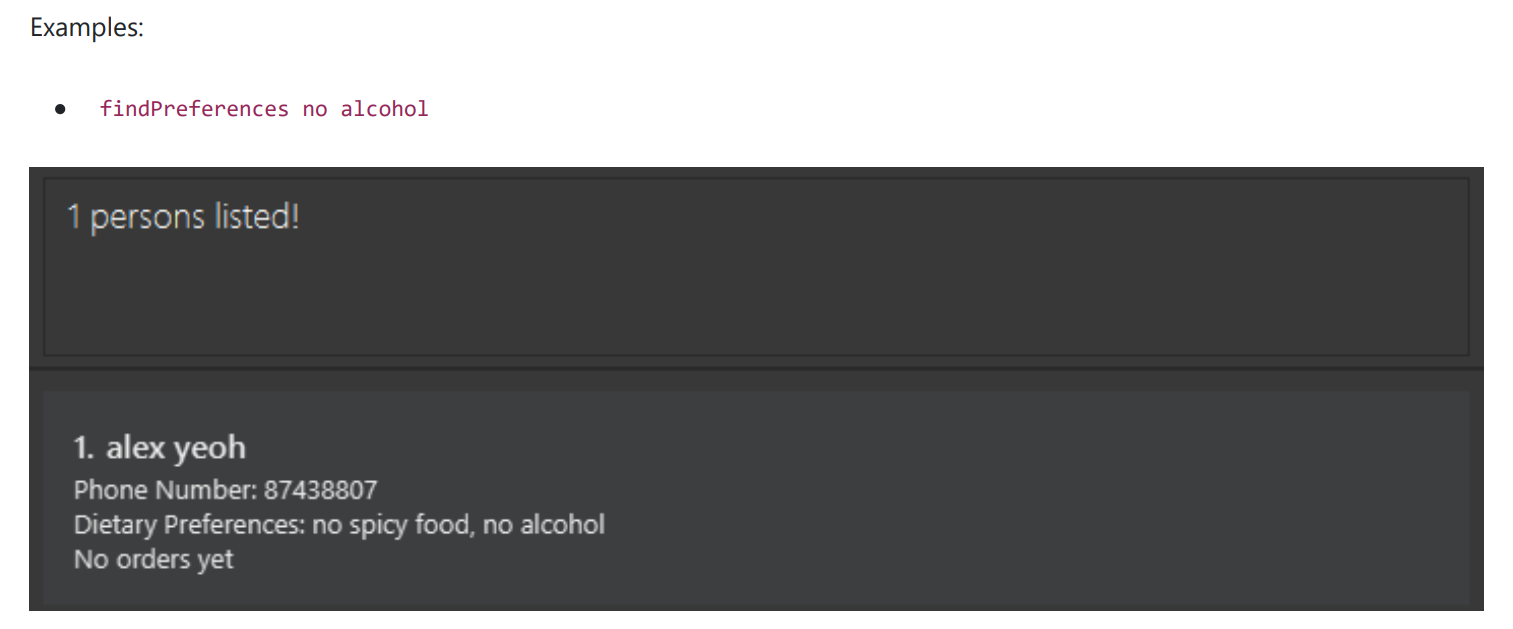 Examples:
● findPreferences no alcohol
1 persons listed!
1. alex yeoh
Phone Number: 87438807
Dietary Preferences: no spicy food, no alcohol
No orders yet